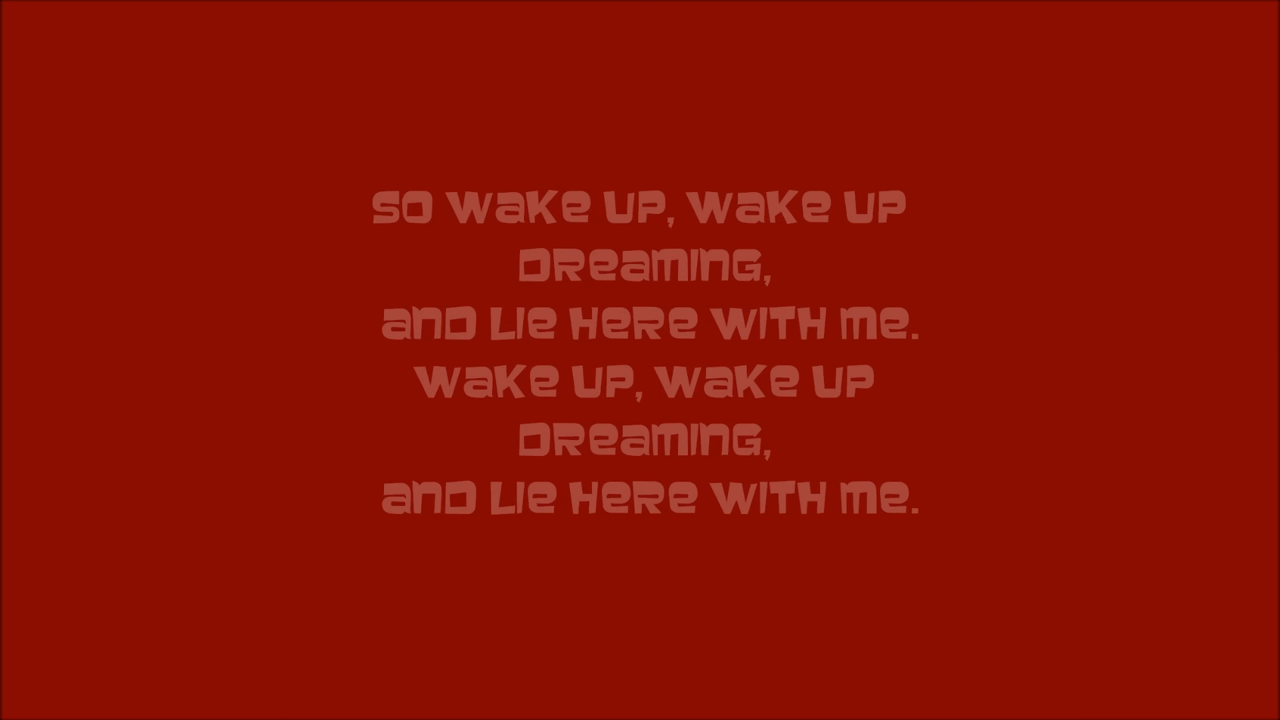 So wake up, wake up
dreaming,
and lie here with me.
Wake up, wake up
dreaming,
and lie here with me.